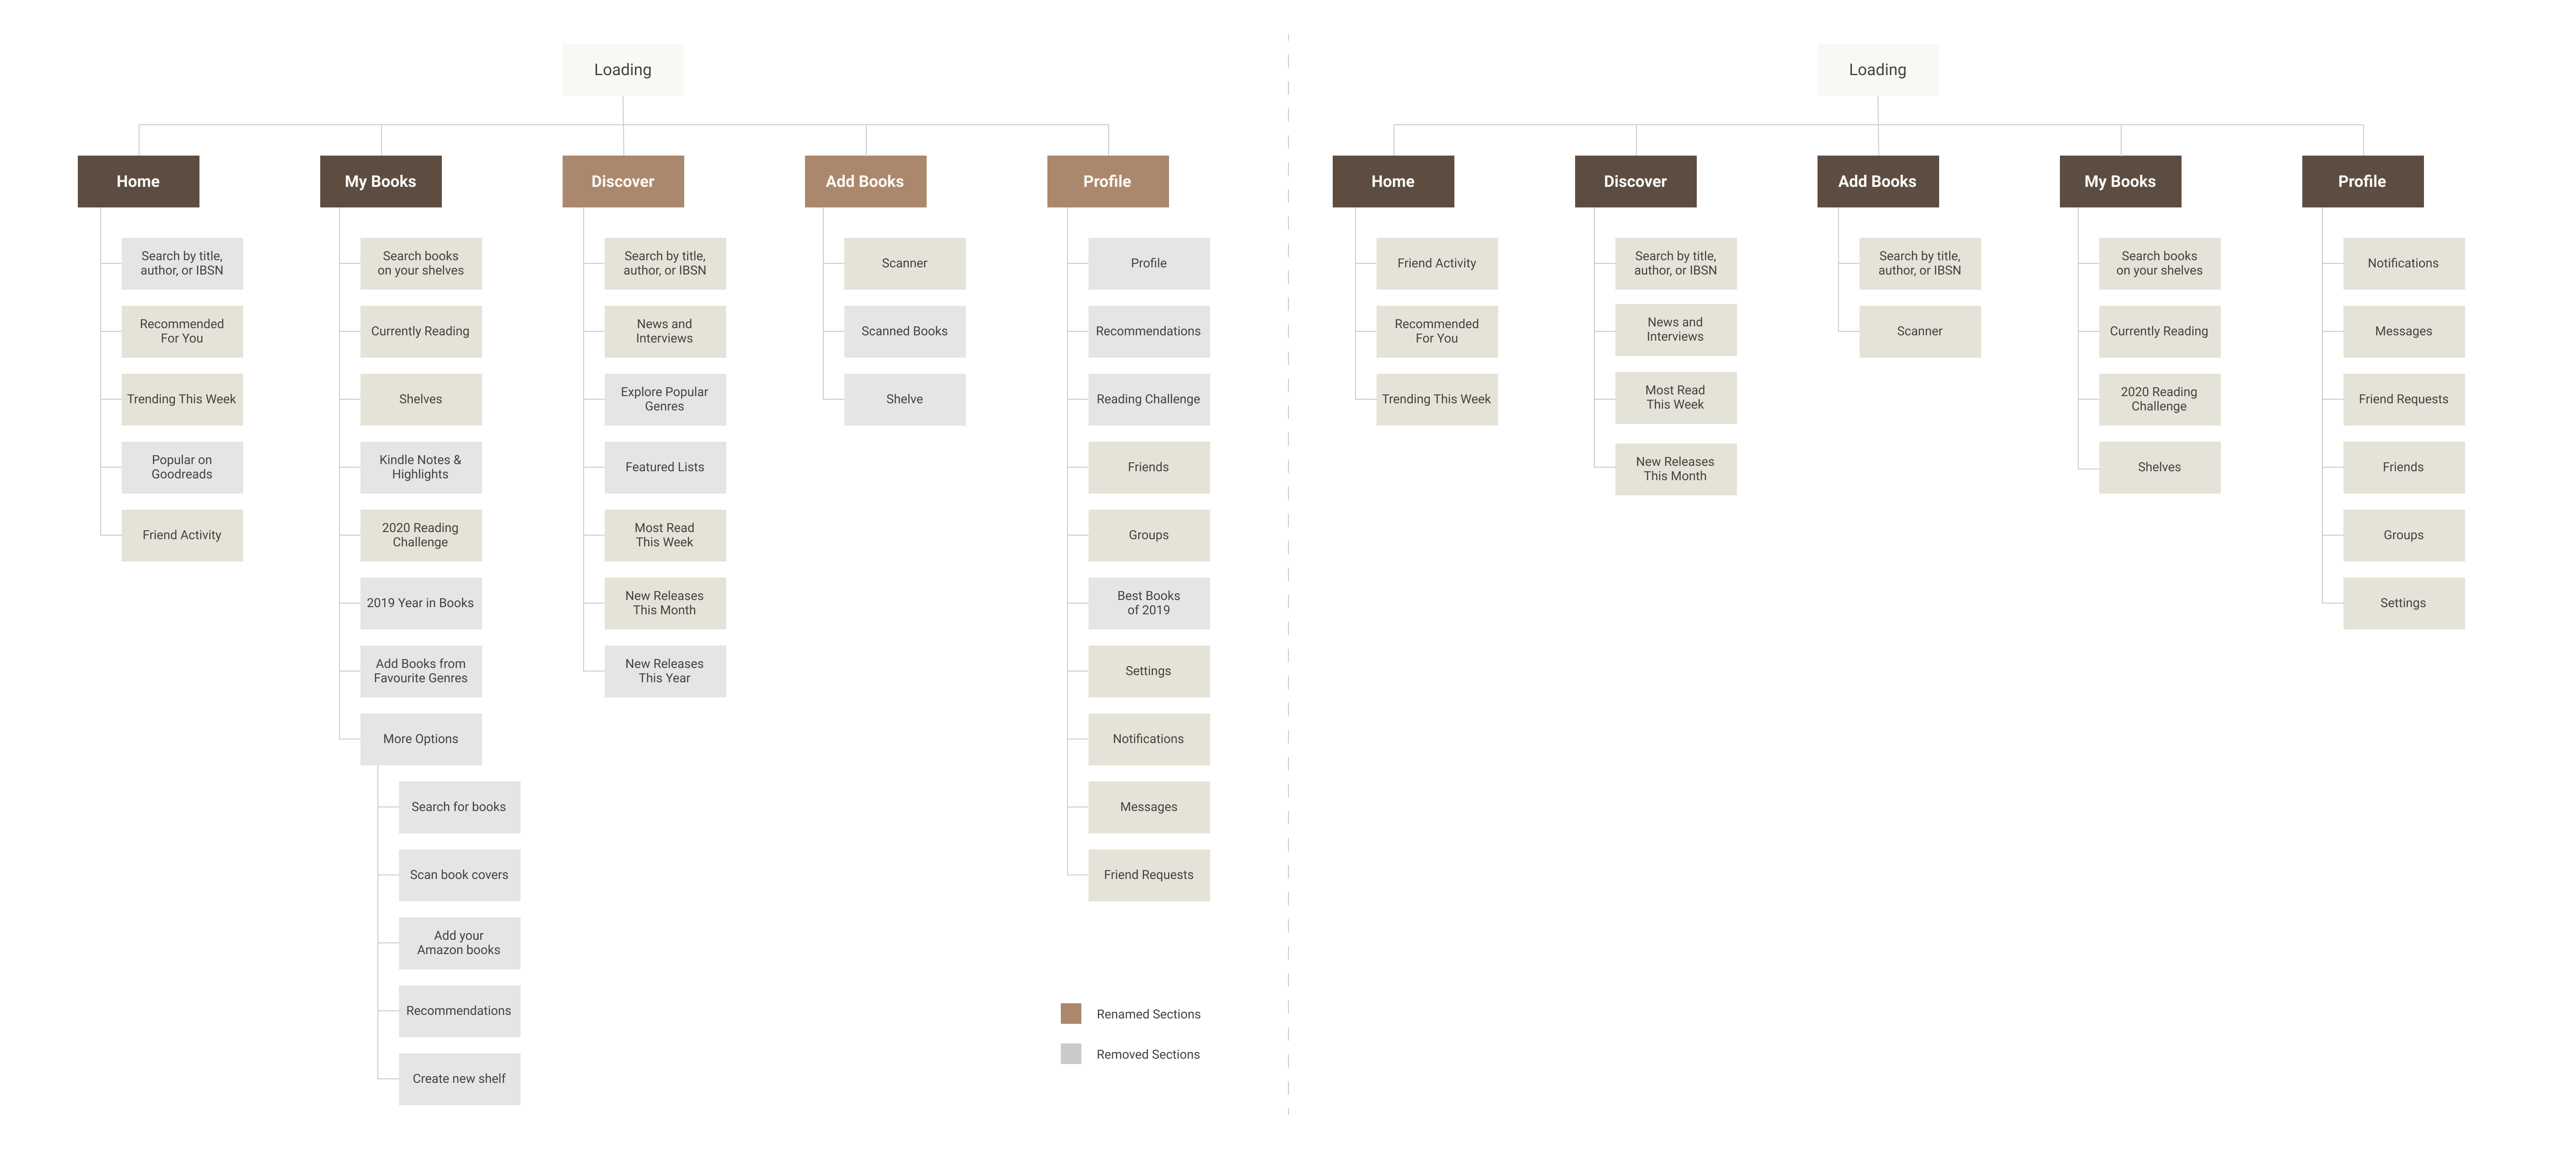 Loading
Home
Search by title,
author, or IBSN
Recommended
For You
Trending This Week
Popular on
Goodreads
Friend Activity
My Books
Search books
on your shelves
Currently Reading
Shelves
Kindle Notes &
Highlights
2020 Reading
Challenge
2019 Year in Books
Add Books from
Favourite Genres
More Options
Search for books
Scan book covers
Add your
Amazon books
Recommendations
Create new shelf
Discover
Search by title,
author, or IBSN
News and
Interviews
Explore Popular
Genres
Featured Lists
Most Read
This Week
New Releases
This Month
New Releases
This Year
Add Books
Scanner
Scanned Books
Shelve
Profile
Profile
Recommendations
Reading Challenge
Friends
Groups
Best Books
of 2019
Settings
Notifications
Messages
Friend Requests
Renamed Sections
Removed Sections
Loading
Home
Friend Activity
Recommended
For You
Trending This Week
Discover
Search by title,
author, or IBSN
News and
Interviews
Most Read
This Week
New Releases
This Month
Add Books
Search by title,
author, or IBSN
Scanner
My Books
Search books
on your shelves
Currently Reading
2020 Reading
Challenge
Shelves
Profile
Notifications
Messages
Friend Requests
Friends
Groups
Settings